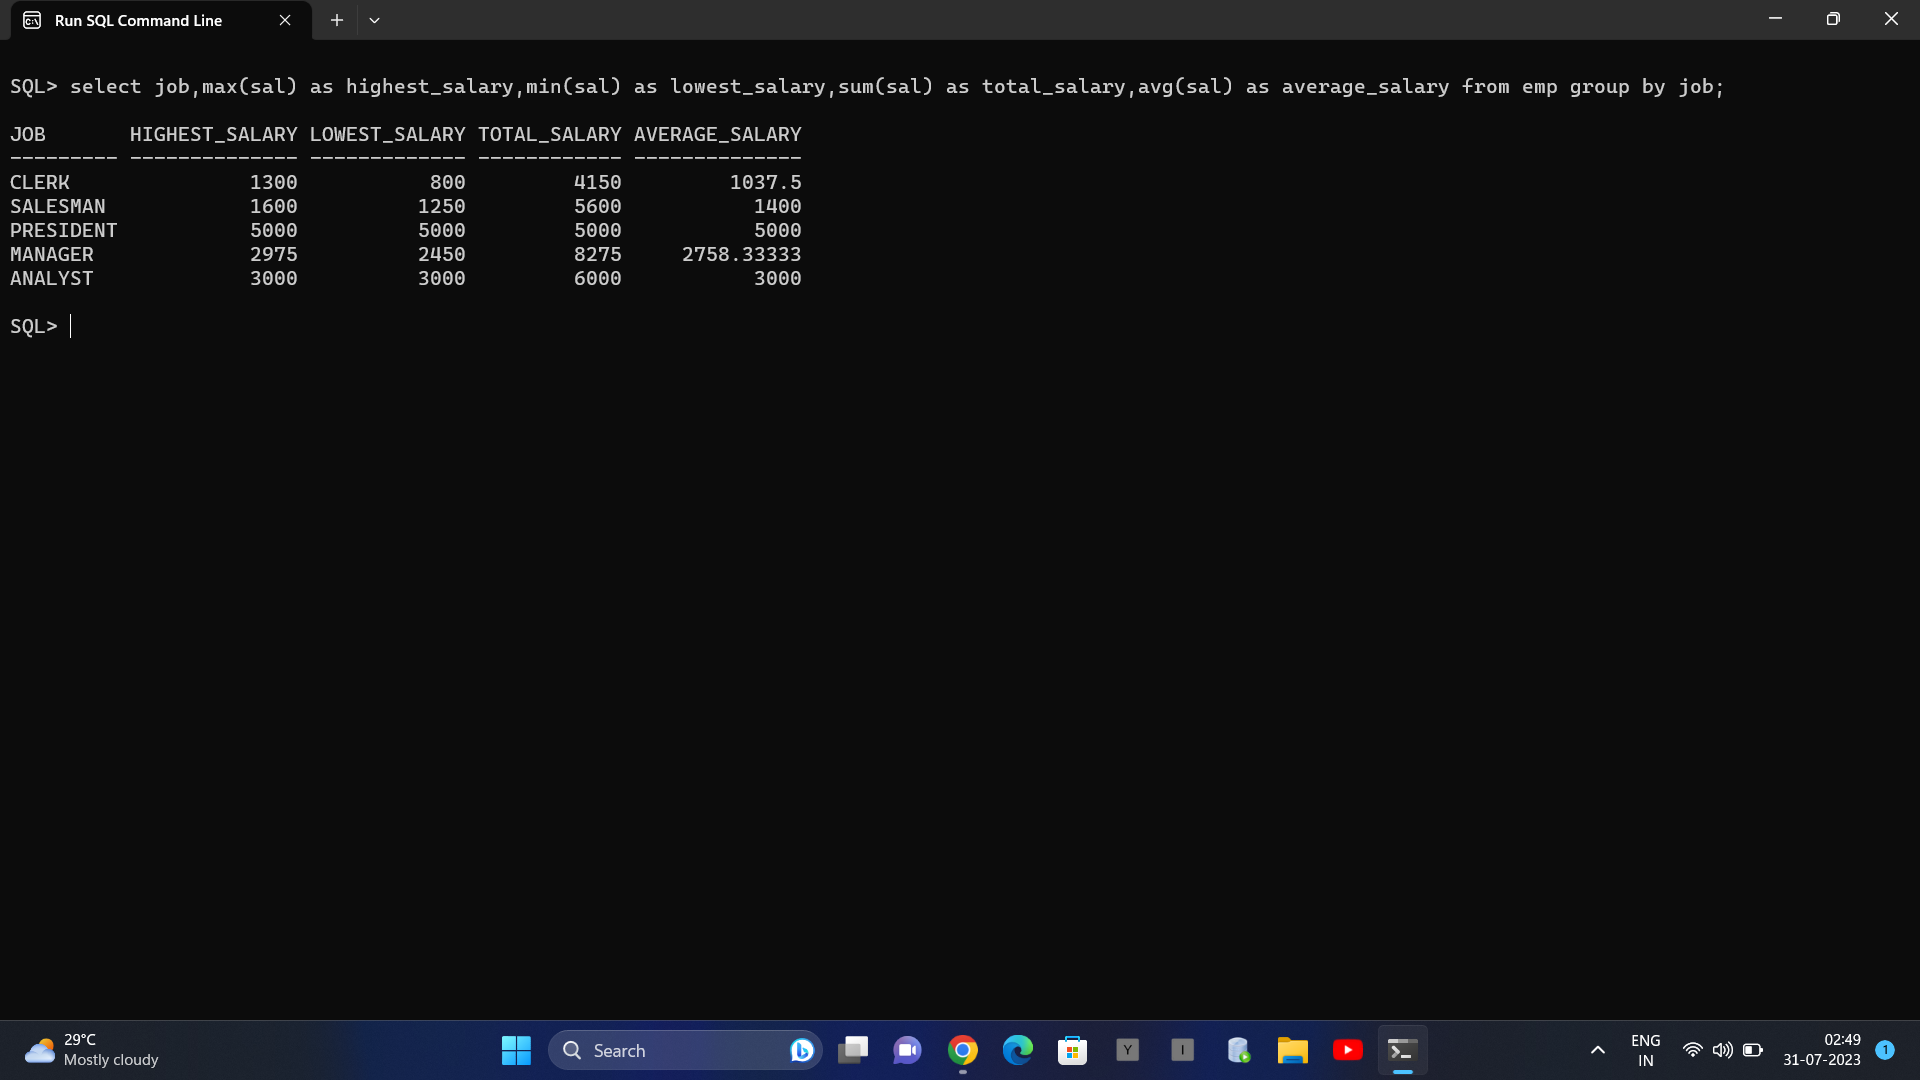 Run SQL Command Line
SQL> select job,max(sal) as highest_salary,min(sal) as lowest_salary,sum(sal) as total_salary,avg(sal) as average_salary from emp group by job;
JOB       HIGHEST_SALARY LOWEST_SALARY TOTAL_SALARY AVERAGE_SALARY
--------- -------------- ------------- ------------ --------------
CLERK               1300           800         4150         1037.5
SALESMAN            1600          1250         5600           1400
PRESIDENT           5000          5000         5000           5000
MANAGER             2975          2450         8275     2758.33333
ANALYST             3000          3000         6000           3000
SQL>
29°C
Mostly cloudy
Search
Y
I
ENG
IN
02:49
31-07-2023
1